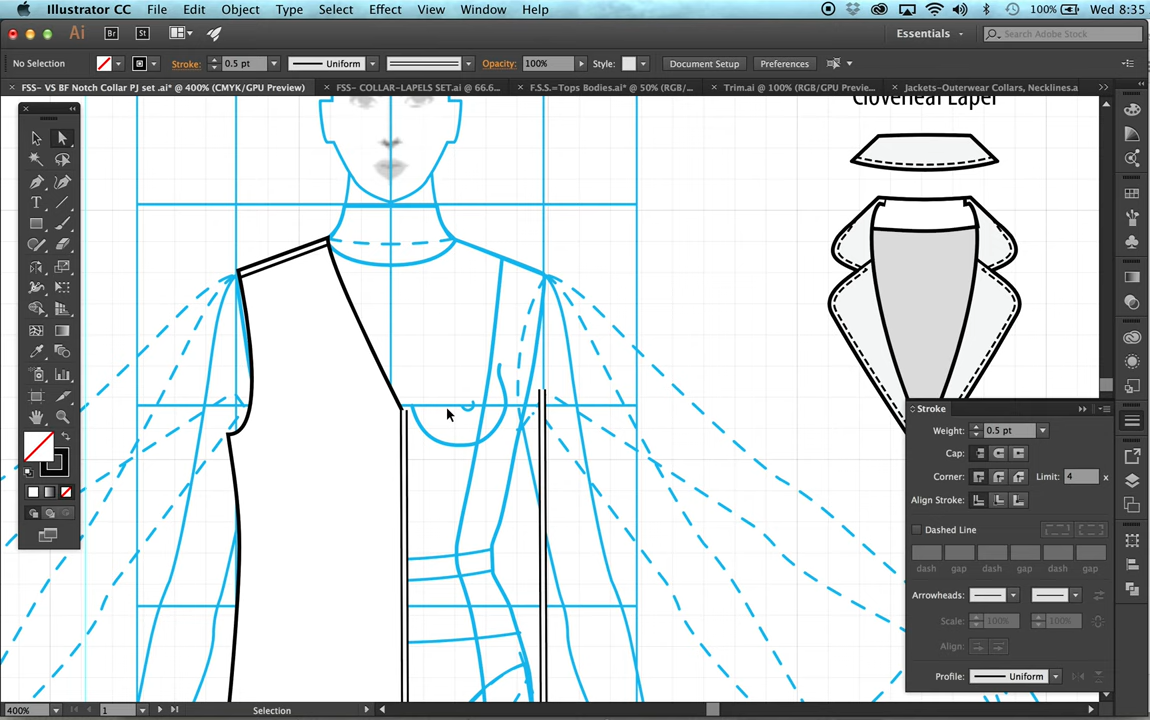 Illustrator CC File Edit Object Type Select Effect View Window Help 100% Wed 8:35
Ai Br St Essentials Search Adobe Stock
No Selection Stroke: 0.5 pt Uniform Opacity: 100% Style: Document Setup Preferences
FSS- VS BF Notch Collar PJ set .ai* @ 400% (CMYK/GPU Preview) FSS- COLLAR-LAPELS SET.ai @ 66.6... F.S.S.=Tops Bodies.ai* @ 50% (RGB/... Trim.ai @ 100% (RGB/GPU Previe... Jackets-Outerwear Collars, Necklines.a
Cloverleaf Lapel
Stroke
Weight: 0.5 pt
Cap:
Corner: Limit: 4 x
Align Stroke:
Dashed Line
dash gap dash gap dash gap
Arrowheads:
Scale: 100% 100%
Align:
Profile: Uniform
400% 1 Selection